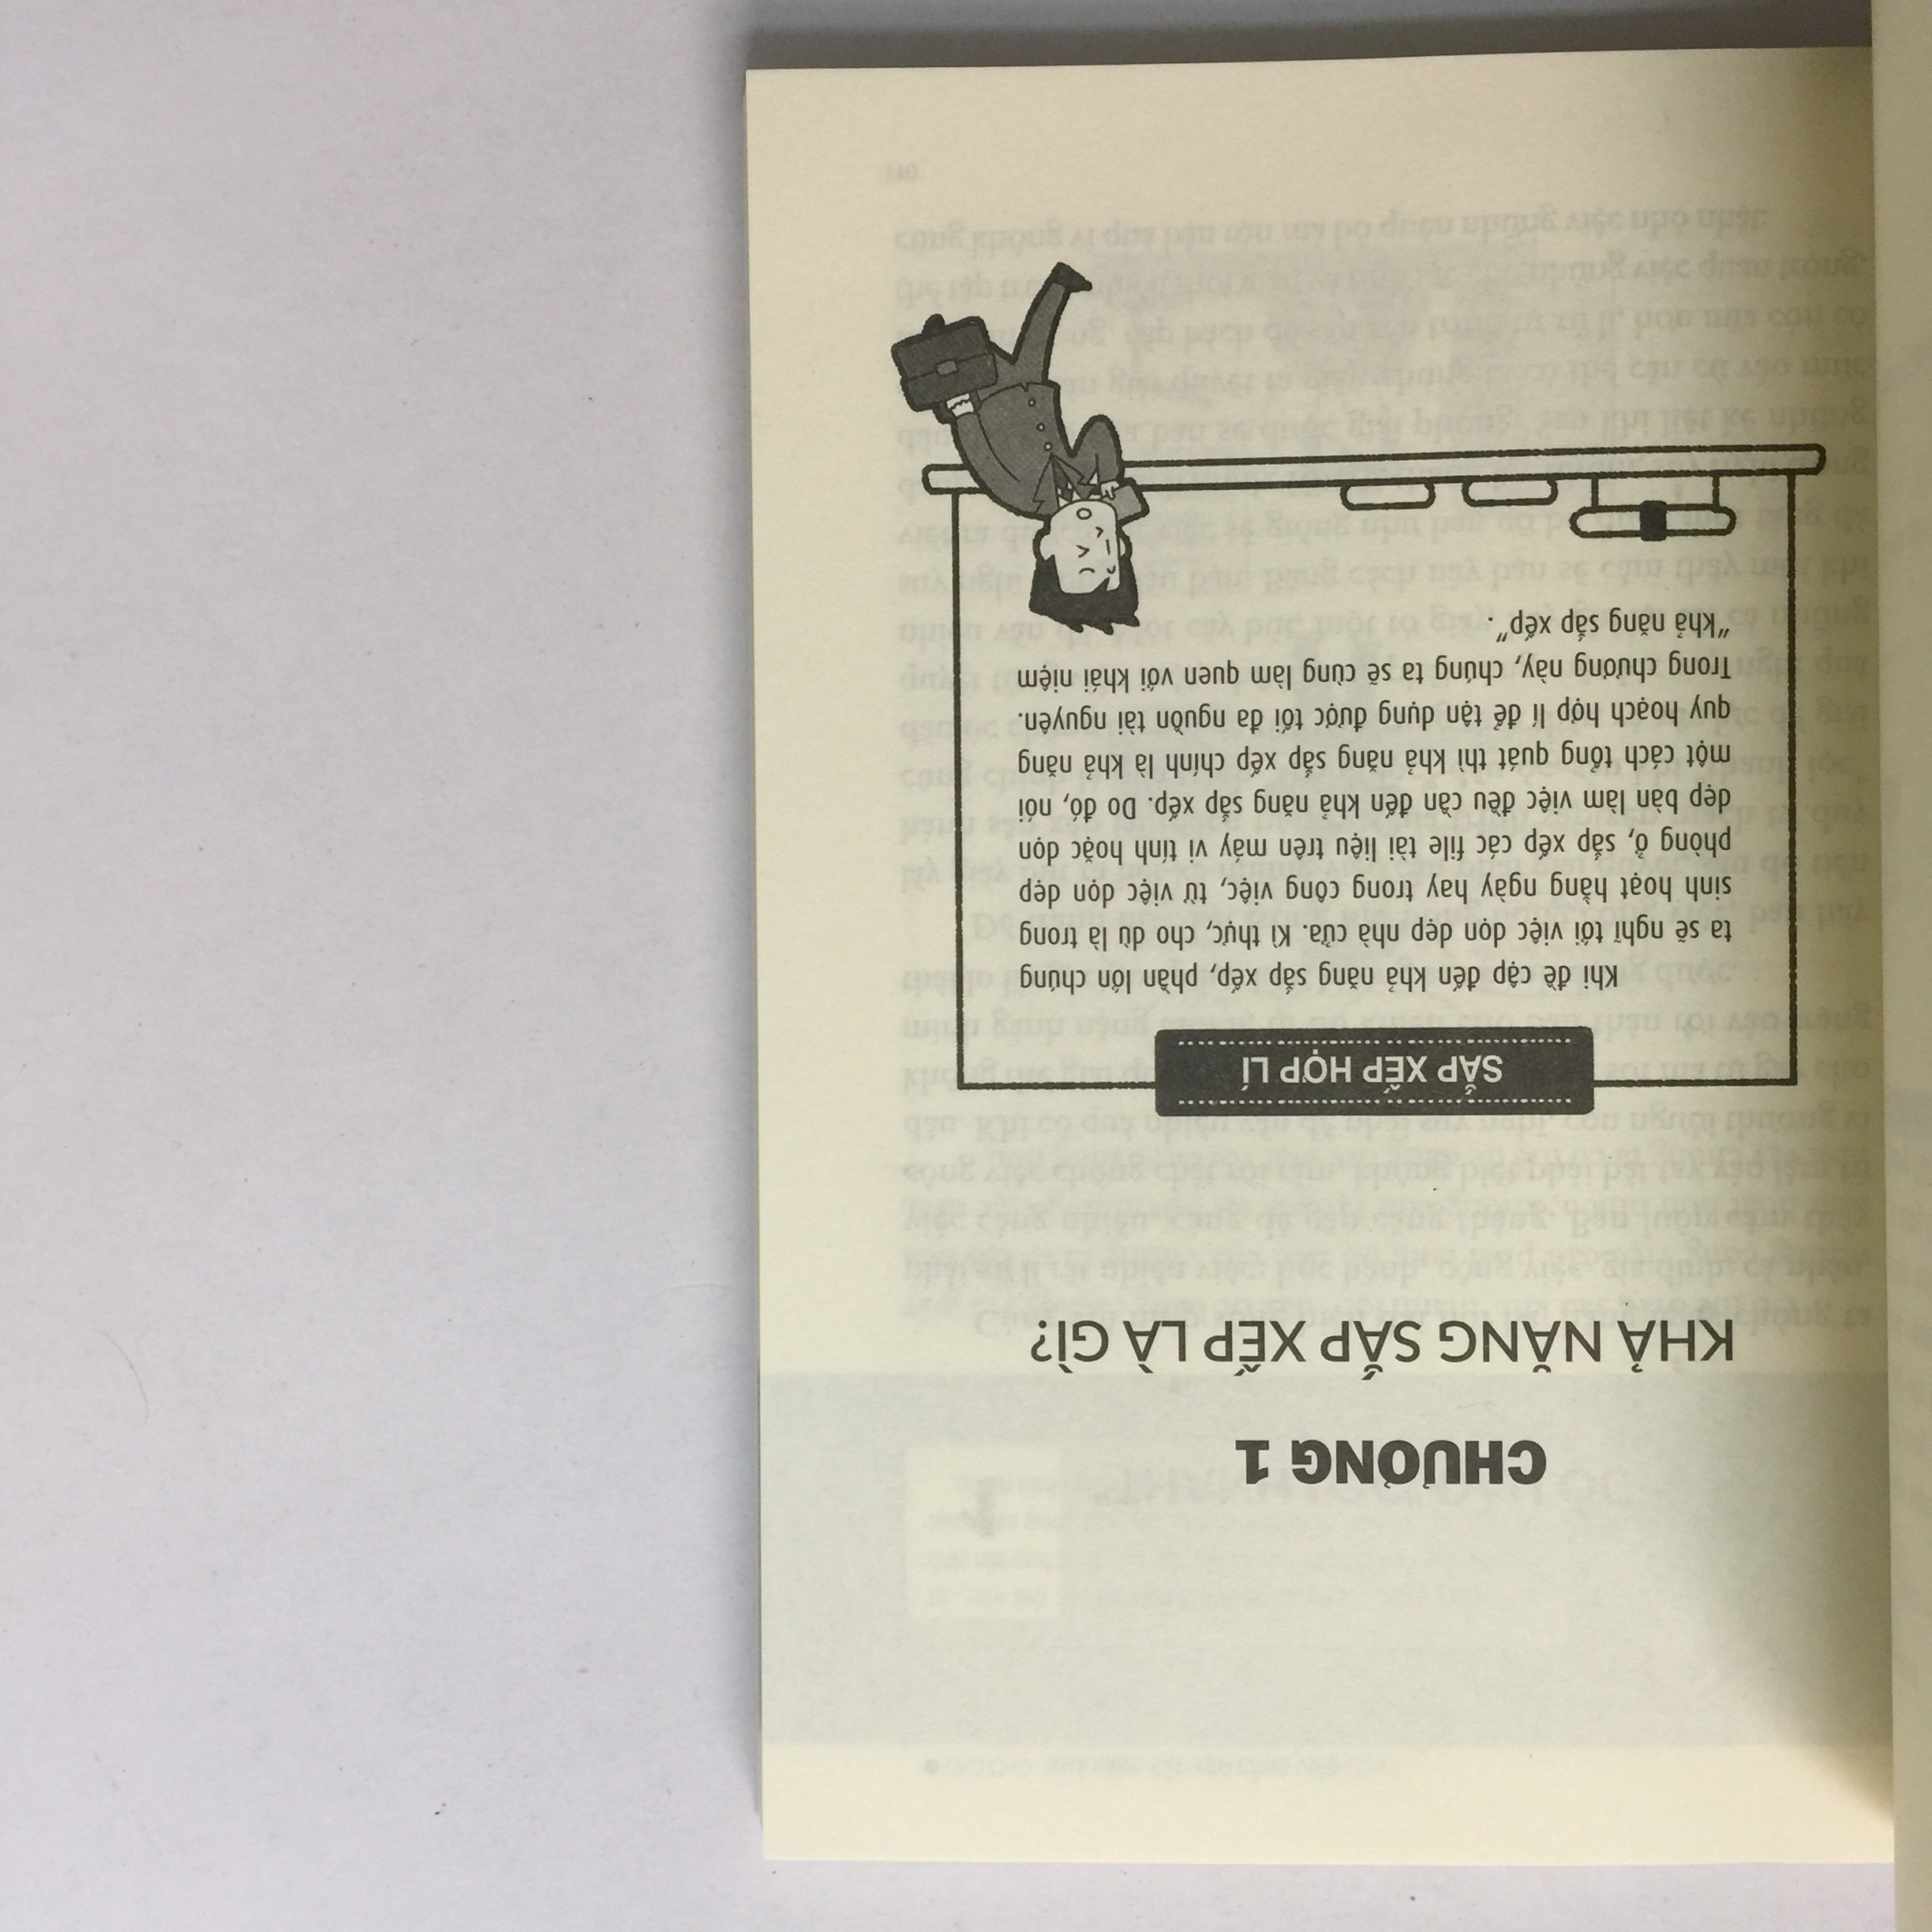 CHƯƠNG 1
KHẢ NĂNG SẮP XẾP LÀ GÌ?
SẮP XẾP HỢP LÍ
Khi đề cập đến khả năng sắp xếp, phần lớn chúng
ta sẽ nghĩ tới việc dọn dẹp nhà cửa. Kì thực, cho dù là trong
sinh hoạt hằng ngày hay trong công việc, từ việc dọn dẹp
phòng ở, sắp xếp các file tài liệu trên máy vi tính hoặc dọn
dẹp bàn làm việc đều cần đến khả năng sắp xếp. Do đó, nói
một cách tổng quát thì khả năng sắp xếp chính là khả năng
quy hoạch hợp lí để tận dụng được tối đa nguồn tài nguyên.
Trong chương này, chúng ta sẽ cùng làm quen với khái niệm
“khả năng sắp xếp”.